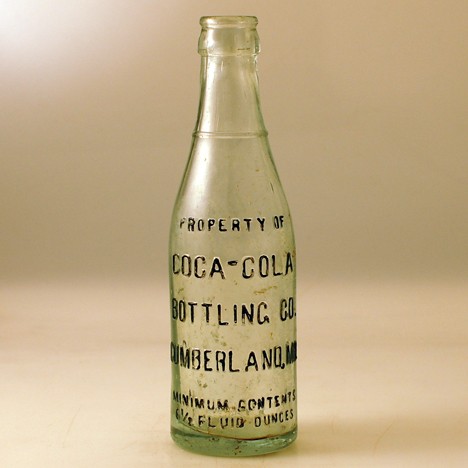 PROPERTY OF
COCA-COLA
BOTTLING CO.
CUMBERLAND, MD
MINIMUM CONTENTS
6½ FLUID OUNCES